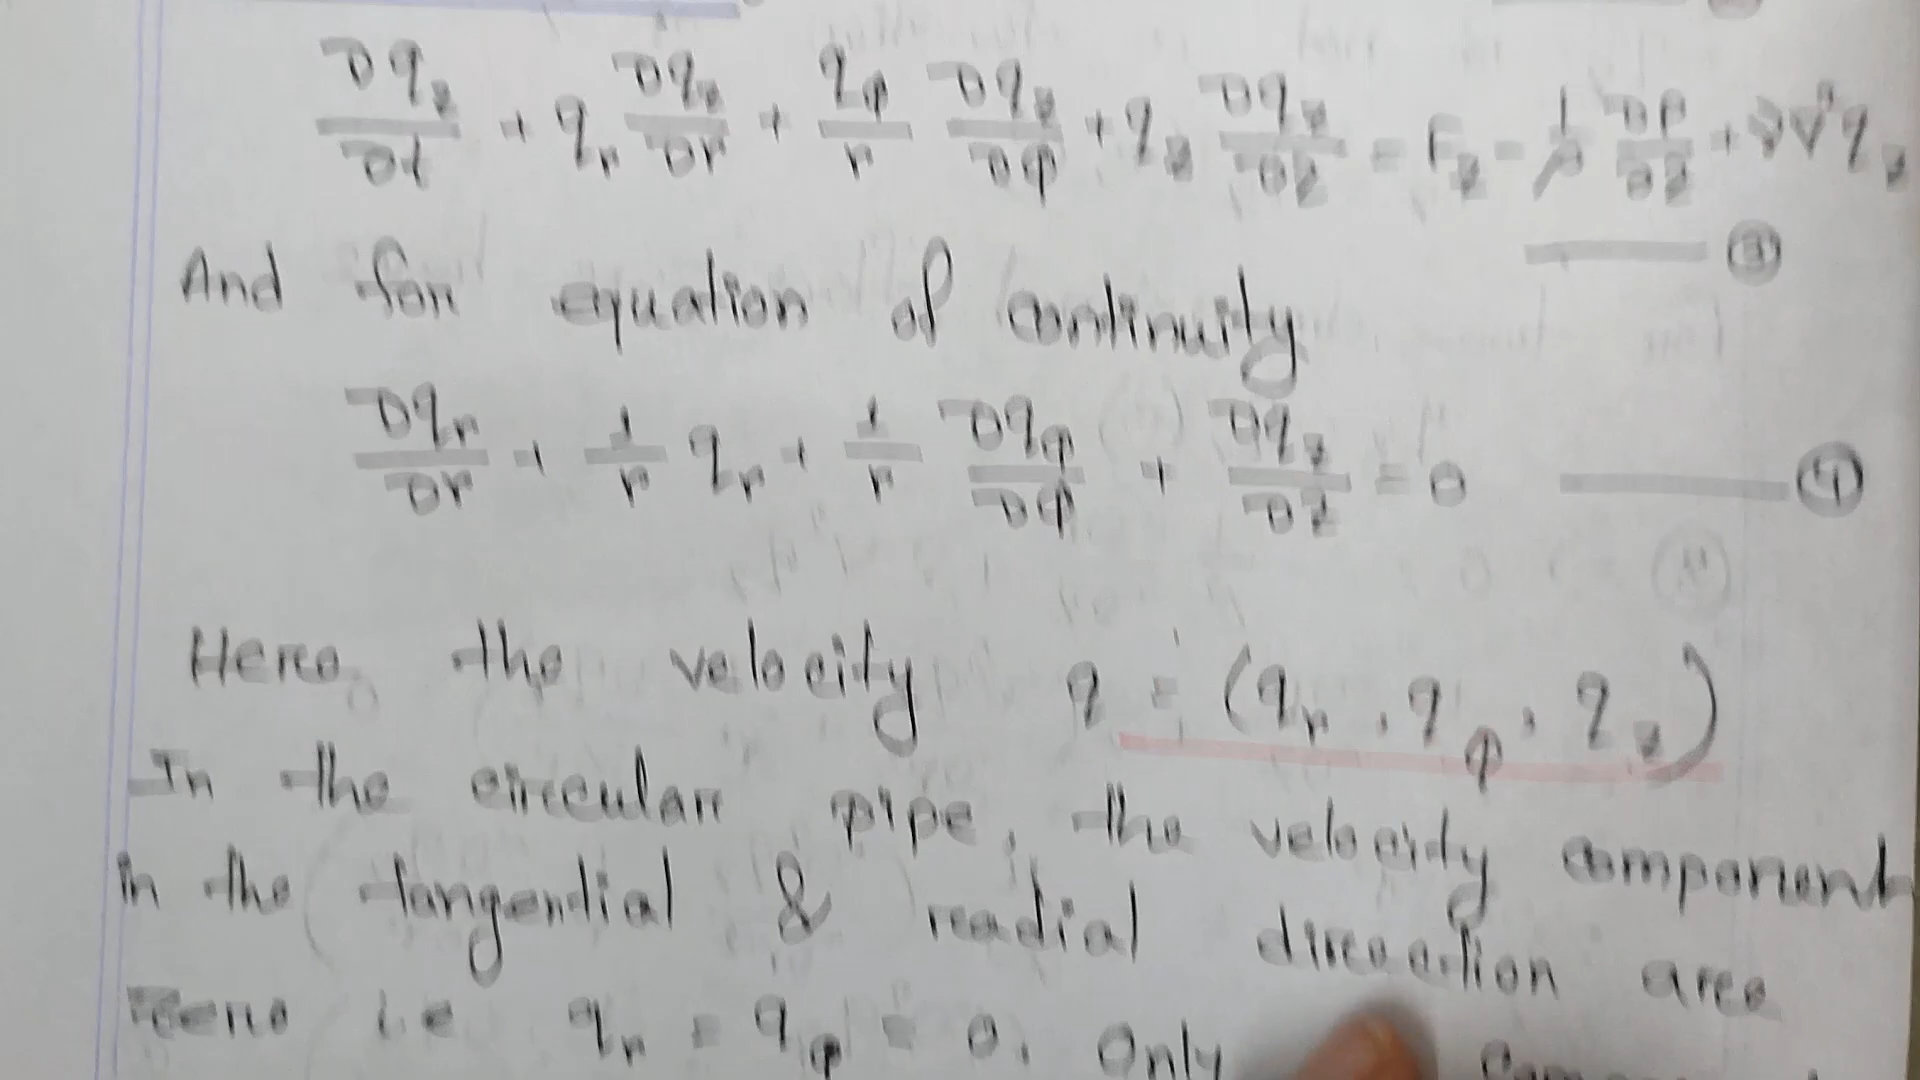 ∂q_z/∂t + q_r ∂q_z/∂r + q_φ/r ∂q_z/∂φ + q_z ∂q_z/∂z = F_z - 1/ρ ∂p/∂z + ν∇²q_z
③
And for equation of continuity
∂q_r/∂r + 1/r q_r + 1/r ∂q_φ/∂φ + ∂q_z/∂z = 0 ④
Here, the velocity q = (q_r, q_φ, q_z)
In the circular pipe, the velocity component
in the tangential & radial direction are
zero i.e q_r = q_φ = 0. Only